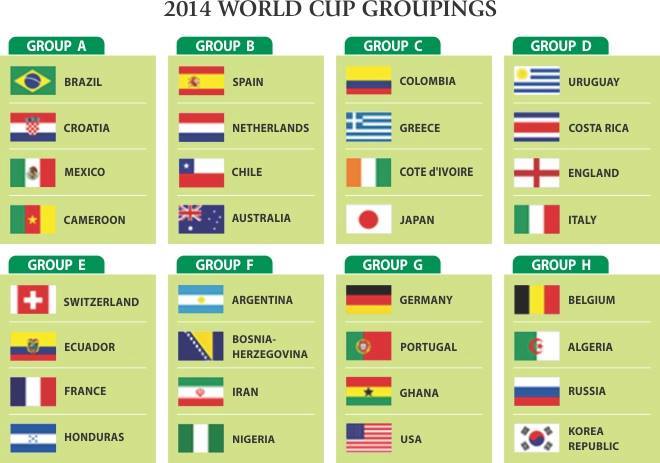 2014 WORLD CUP GROUPINGS
GROUP A
BRAZIL
CROATIA
MEXICO
CAMEROON
GROUP B
SPAIN
NETHERLANDS
CHILE
AUSTRALIA
GROUP C
COLOMBIA
GREECE
COTE d'IVOIRE
JAPAN
GROUP D
URUGUAY
COSTA RICA
ENGLAND
ITALY
GROUP E
SWITZERLAND
ECUADOR
FRANCE
HONDURAS
GROUP F
ARGENTINA
BOSNIA-
HERZEGOVINA
IRAN
NIGERIA
GROUP G
GERMANY
PORTUGAL
GHANA
USA
GROUP H
BELGIUM
ALGERIA
RUSSIA
KOREA
REPUBLIC